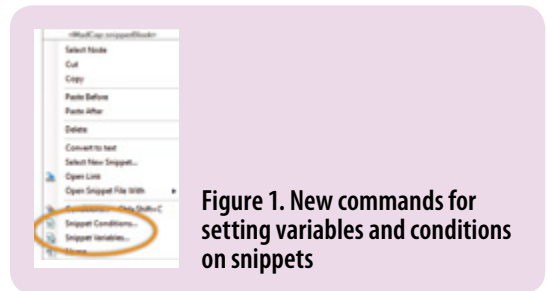 <MadCap:snippetBlock>
Select Node
Cut
Copy
Paste Before
Paste After
Delete
Convert to text
Select New Snippet...
Open Link
Open Snippet File With
Ctrl+Shift+C
Snippet Conditions...
Snippet Variables...
Figure 1. New commands for
setting variables and conditions
on snippets